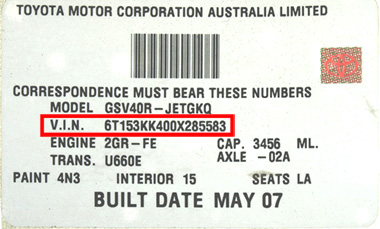 TOYOTA MOTOR CORPORATION AUSTRALIA LIMITED
CORRESPONDENCE MUST BEAR THESE NUMBERS
MODEL GSV40R-JETGKQ
V.I.N. 6T153KK400X285583
ENGINE 2GR-FE CAP. 3456 ML.
TRANS. U660E AXLE -02A
PAINT 4N3 INTERIOR 15 SEATS LA
BUILT DATE MAY 07